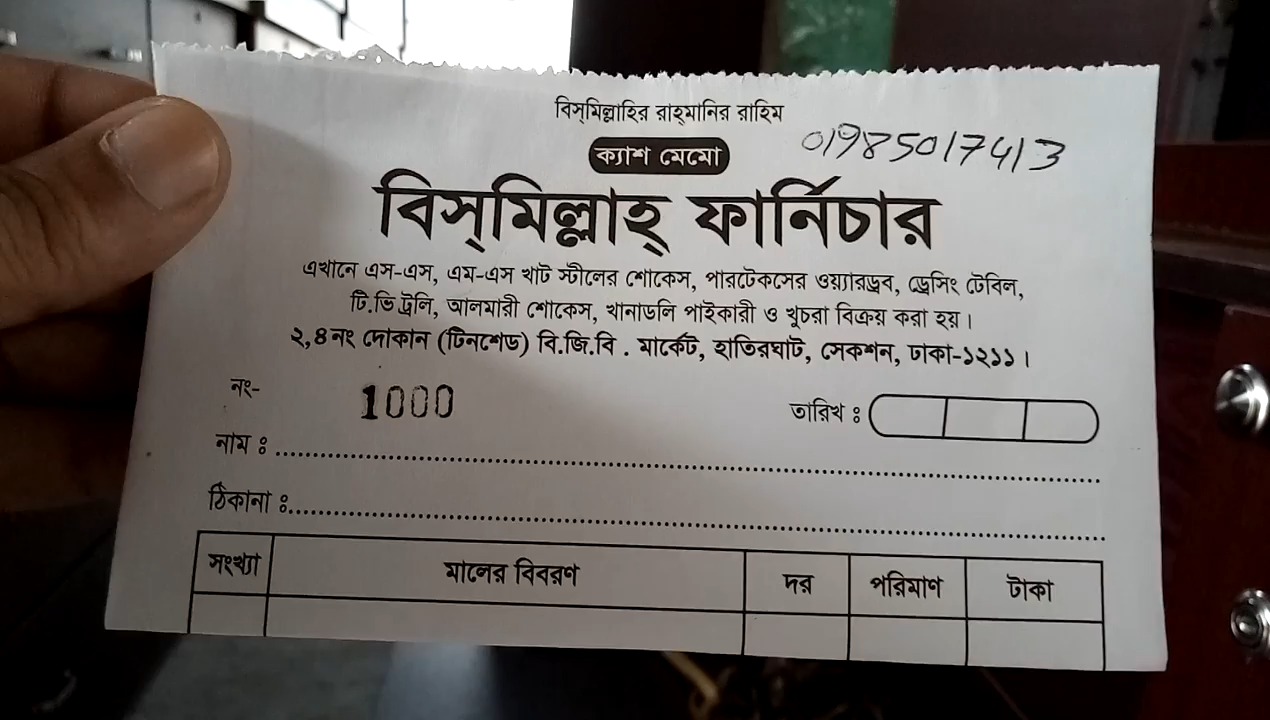 বিস্‌মিল্লাহির রাহ্‌মানির রাহিম
ক্যাশ মেমো
01985017413
বিস্‌মিল্লাহ্‌ ফার্নিচার
এখানে এস-এস, এম-এস খাট স্টীলের শোকেস, পারটেকসের ওয়্যারড্রব, ড্রেসিং টেবিল,
টি.ভি ট্রলি, আলমারী শোকেস, খানাডলি পাইকারী ও খুচরা বিক্রয় করা হয়।
২,৪নং দোকান (টিনশেড) বি.জি.বি . মার্কেট, হাতিরঘাট, সেকশন, ঢাকা-১২১১।
নং- 1000 তারিখ :
নাম :
ঠিকানা :
সংখ্যা মালের বিবরণ দর পরিমাণ টাকা